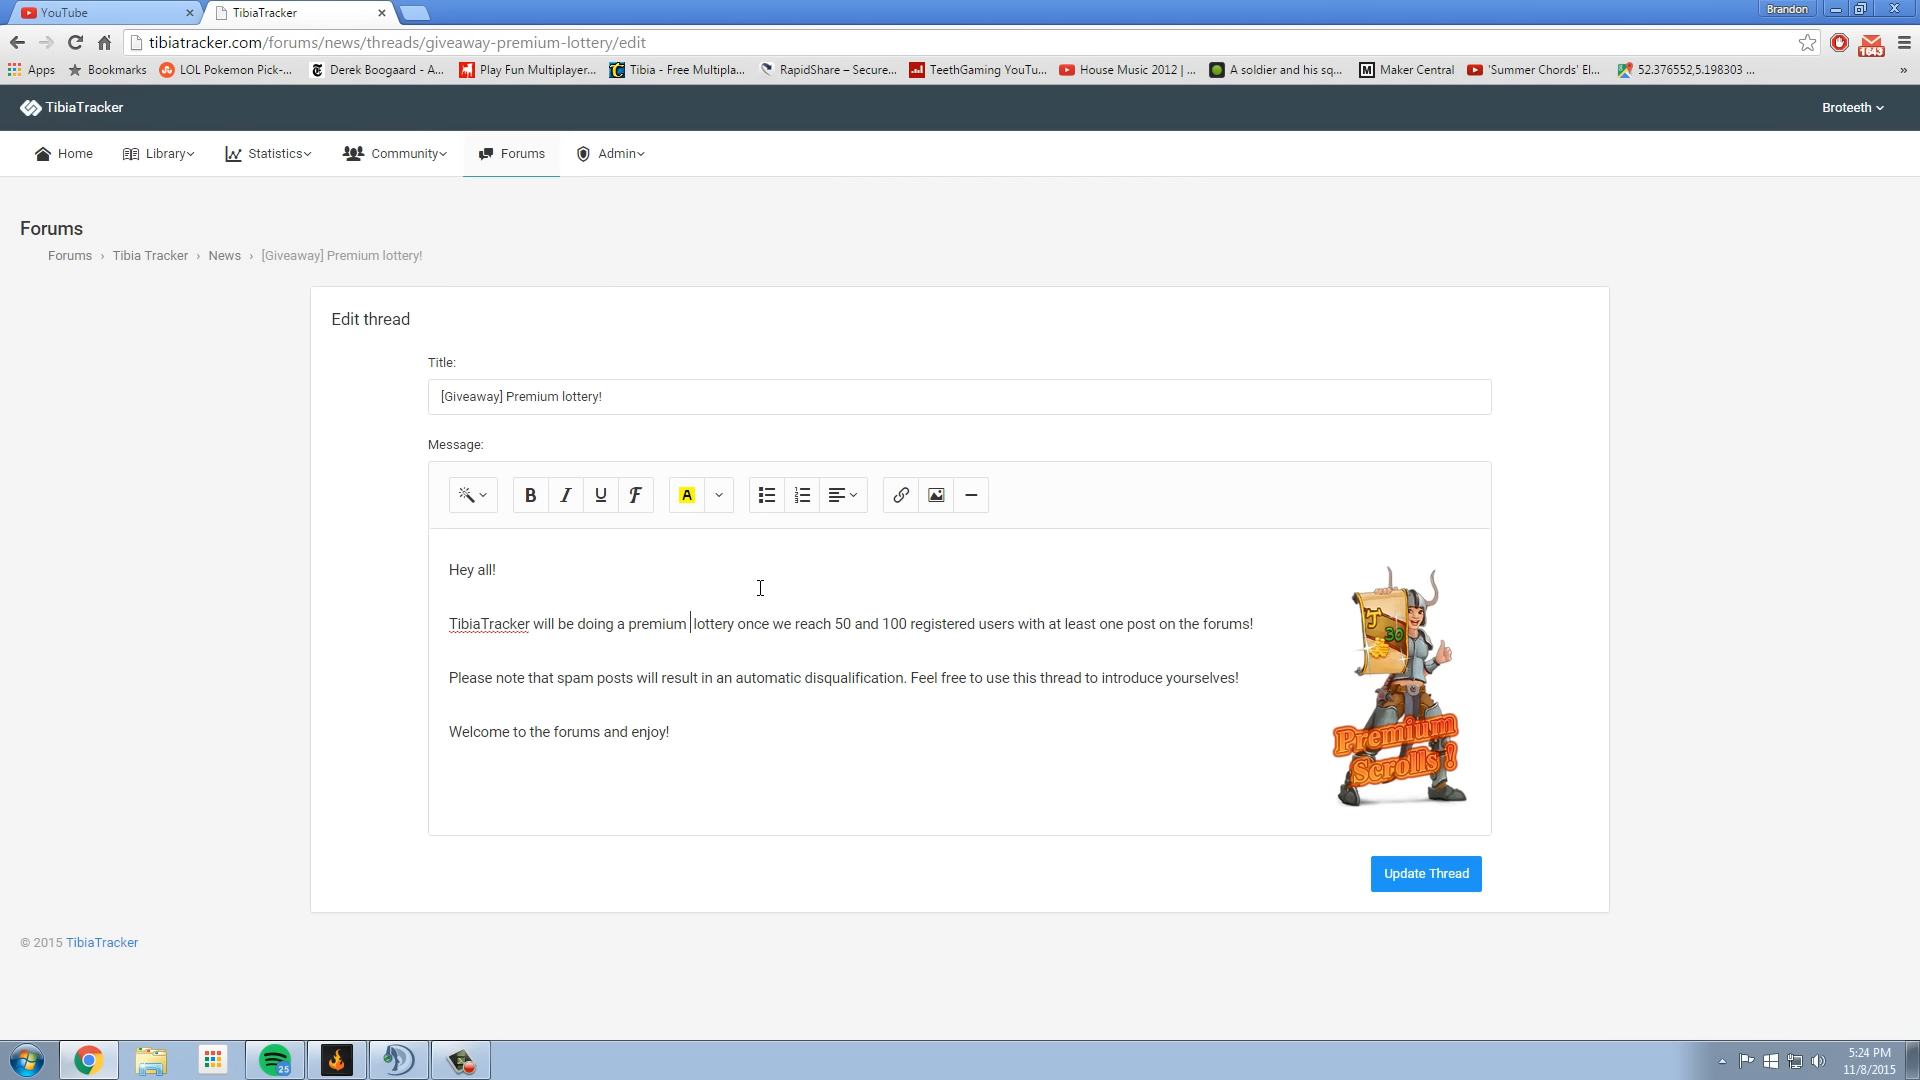 YouTube
TibiaTracker
Brandon
tibiatracker.com/forums/news/threads/giveaway-premium-lottery/edit
1643
Apps
Bookmarks
LOL Pokemon Pick-...
Derek Boogaard - A...
Play Fun Multiplayer...
Tibia - Free Multipla...
RapidShare – Secure...
TeethGaming YouTu...
House Music 2012 | ...
A soldier and his sq...
M
Maker Central
'Summer Chords' El...
52.376552,5.198303 ...
»
TibiaTracker
Broteeth
Home
Library
Statistics
Community
Forums
Admin
Forums
Forums › Tibia Tracker › News › [Giveaway] Premium lottery!
Edit thread
Title:
[Giveaway] Premium lottery!
Message:
B I U F A
Hey all!
TibiaTracker will be doing a premium lottery once we reach 50 and 100 registered users with at least one post on the forums!
30
Please note that spam posts will result in an automatic disqualification. Feel free to use this thread to introduce yourselves!
Welcome to the forums and enjoy!
Premium
Scrolls !
Update Thread
© 2015 TibiaTracker
25
5:24 PM
11/8/2015